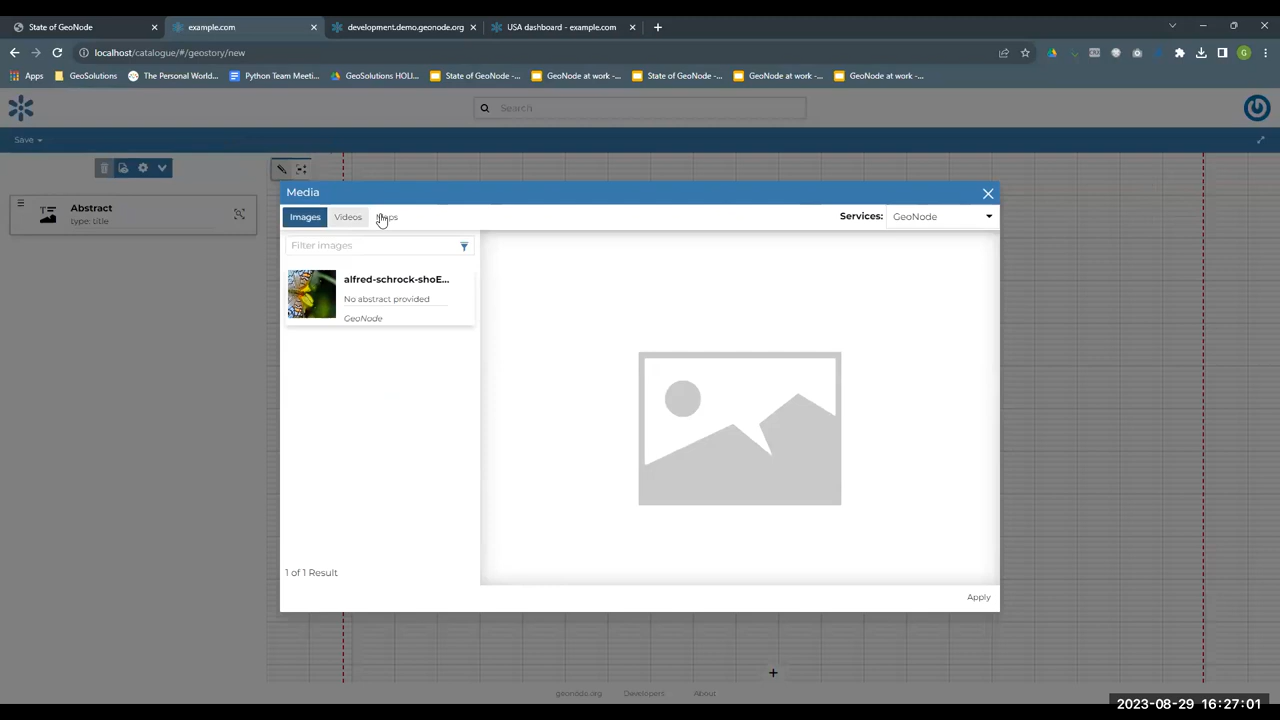 State of GeoNode
example.com
development.demo.geonode.org
USA dashboard - example.com
localhost/catalogue/#/geostory/new
G
Apps
GeoSolutions
The Personal World...
Python Team Meeti...
GeoSolutions HOLI...
State of GeoNode -...
GeoNode at work -...
State of GeoNode -...
GeoNode at work -...
GeoNode at work -...
Search
Save
Abstract
type: title
Media
Images
Videos
Services:
GeoNode
Filter images
alfred-schrock-shoE...
No abstract provided
GeoNode
1 of 1 Result
Apply
geonode.org
Developers
About
2023-08-29 16:27:01